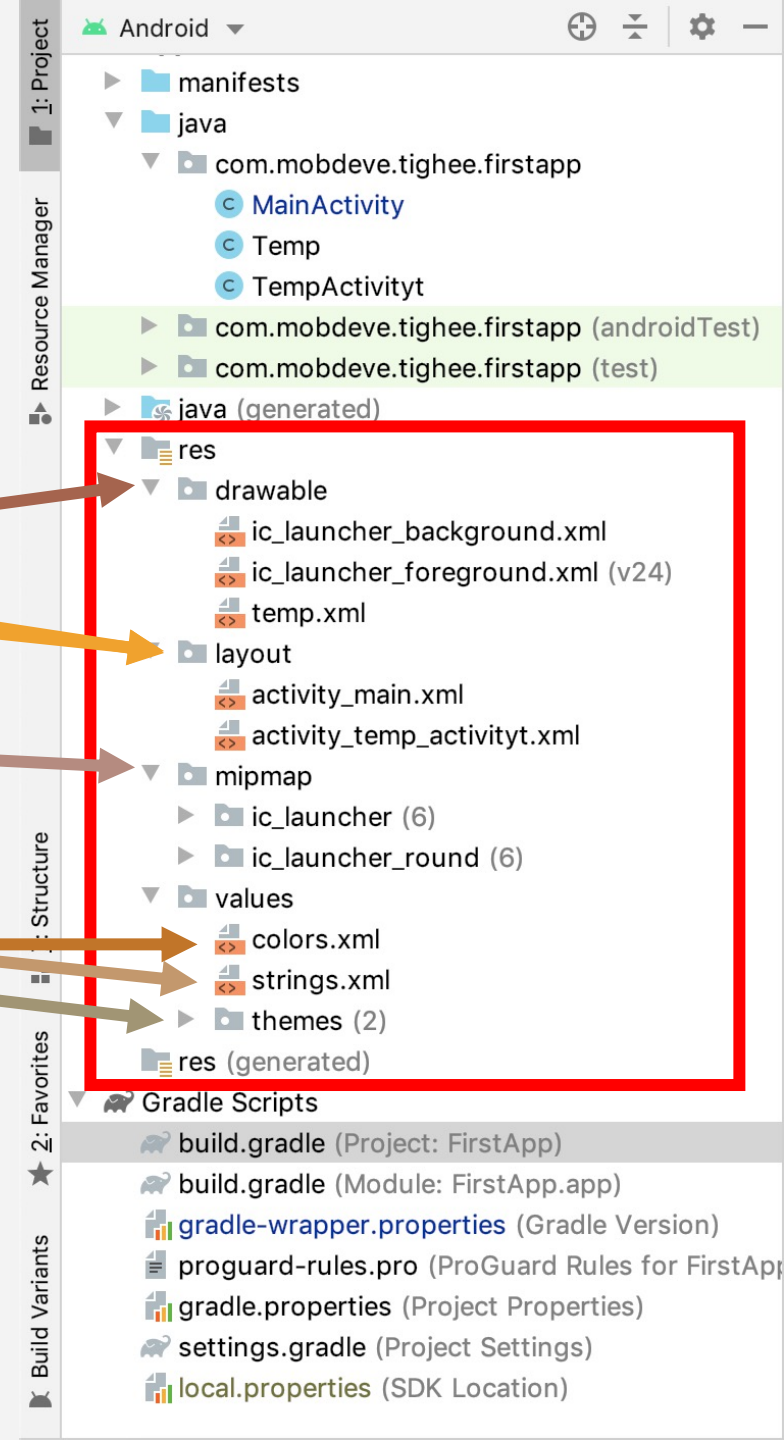 Android
manifests
java
com.mobdeve.tighee.firstapp
MainActivity
Temp
TempActivityt
com.mobdeve.tighee.firstapp (androidTest)
com.mobdeve.tighee.firstapp (test)
java (generated)
res
drawable
ic_launcher_background.xml
ic_launcher_foreground.xml (v24)
temp.xml
layout
activity_main.xml
activity_temp_activityt.xml
mipmap
ic_launcher (6)
ic_launcher_round (6)
values
colors.xml
strings.xml
themes (2)
res (generated)
Gradle Scripts
build.gradle (Project: FirstApp)
build.gradle (Module: FirstApp.app)
gradle-wrapper.properties (Gradle Version)
proguard-rules.pro (ProGuard Rules for FirstApp
gradle.properties (Project Properties)
settings.gradle (Project Settings)
local.properties (SDK Location)
1: Project
Resource Manager
Structure
2: Favorites
Build Variants